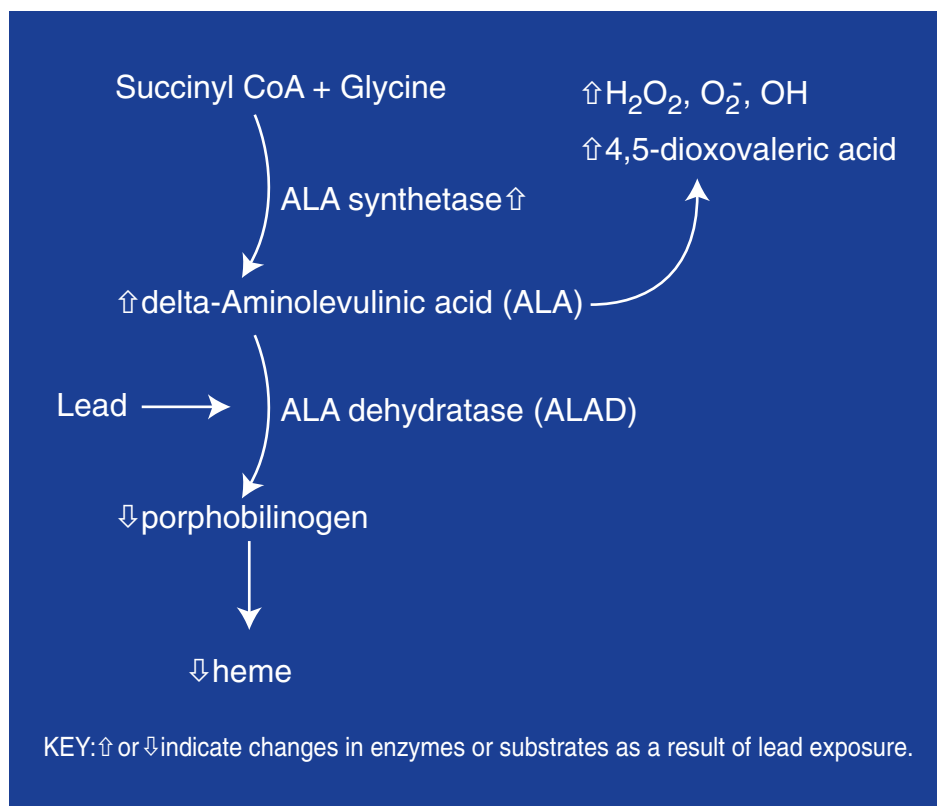 Succinyl CoA + Glycine
⇧H₂O₂, O₂⁻, OH
⇧4,5-dioxovaleric acid
ALA synthetase⇧
⇧delta-Aminolevulinic acid (ALA)
Lead
ALA dehydratase (ALAD)
⇩porphobilinogen
⇩heme
KEY:⇧ or ⇩indicate changes in enzymes or substrates as a result of lead exposure.